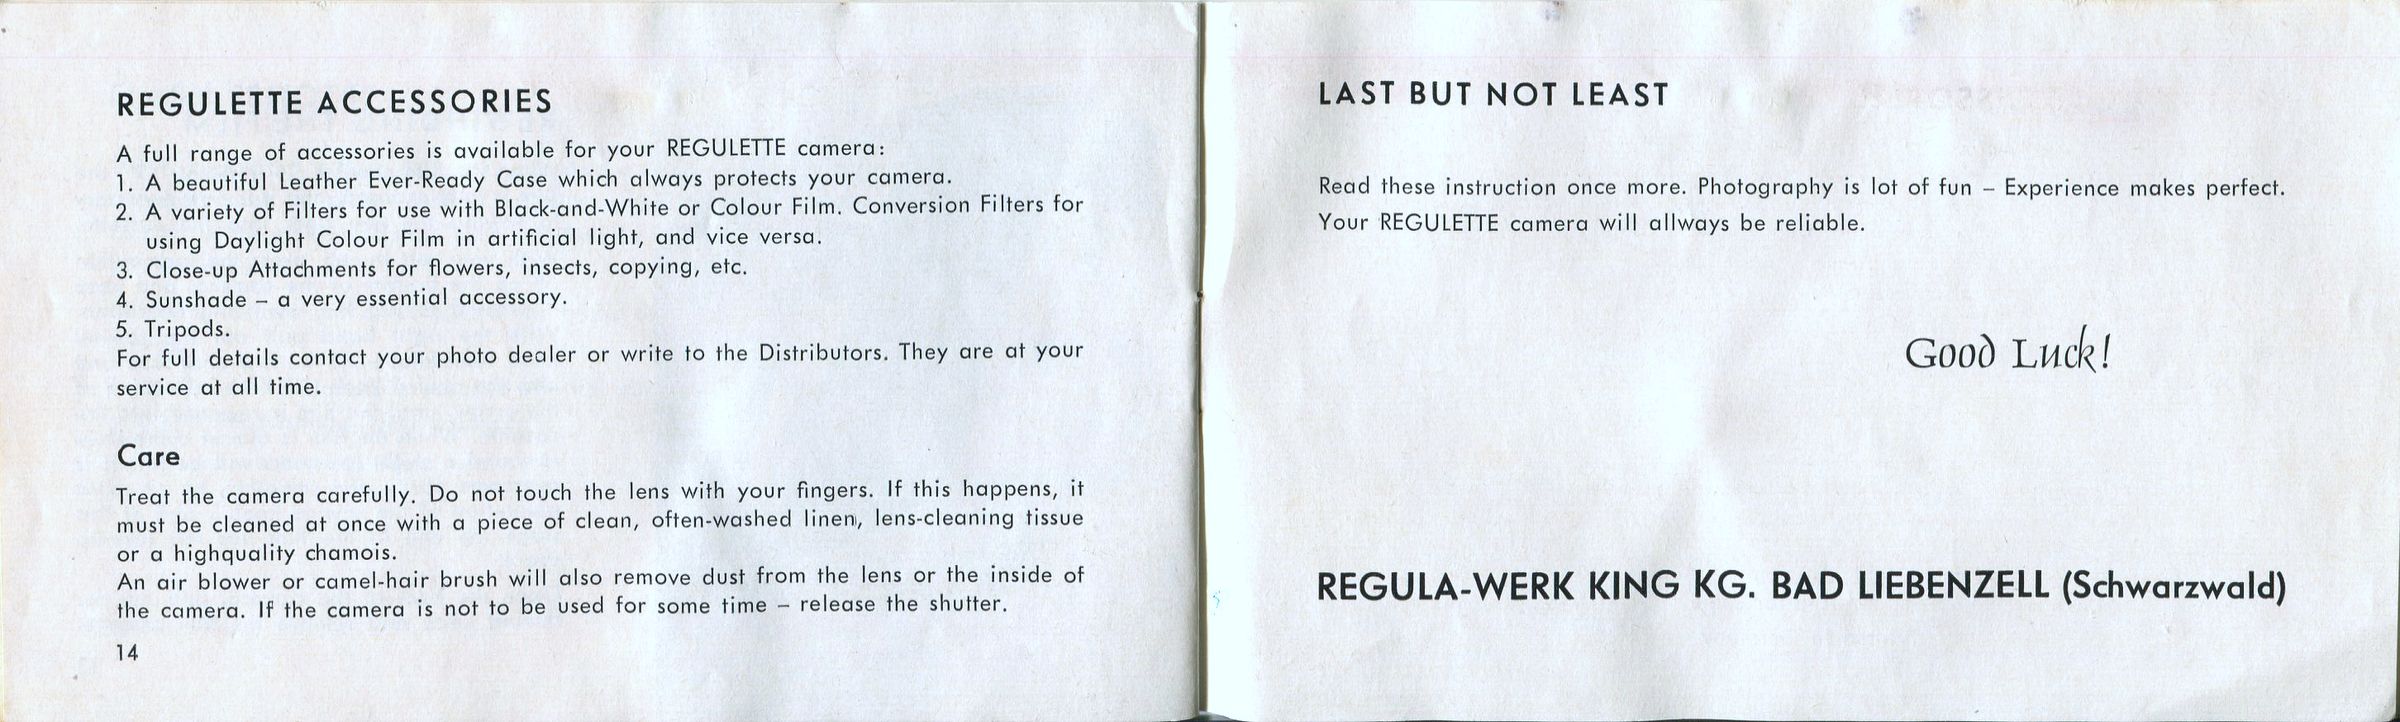 REGULETTE ACCESSORIES
A full range of accessories is available for your REGULETTE camera:
1. A beautiful Leather Ever-Ready Case which always protects your camera.
2. A variety of Filters for use with Black-and-White or Colour Film. Conversion Filters for
using Daylight Colour Film in artificial light, and vice versa.
3. Close-up Attachments for flowers, insects, copying, etc.
4. Sunshade – a very essential accessory.
5. Tripods.
For full details contact your photo dealer or write to the Distributors. They are at your
service at all time.
Care
Treat the camera carefully. Do not touch the lens with your fingers. If this happens, it
must be cleaned at once with a piece of clean, often-washed linen, lens-cleaning tissue
or a highquality chamois.
An air blower or camel-hair brush will also remove dust from the lens or the inside of
the camera. If the camera is not to be used for some time – release the shutter.
14
LAST BUT NOT LEAST
Read these instruction once more. Photography is lot of fun – Experience makes perfect.
Your REGULETTE camera will allways be reliable.
Good Luck!
REGULA-WERK KING KG. BAD LIEBENZELL (Schwarzwald)